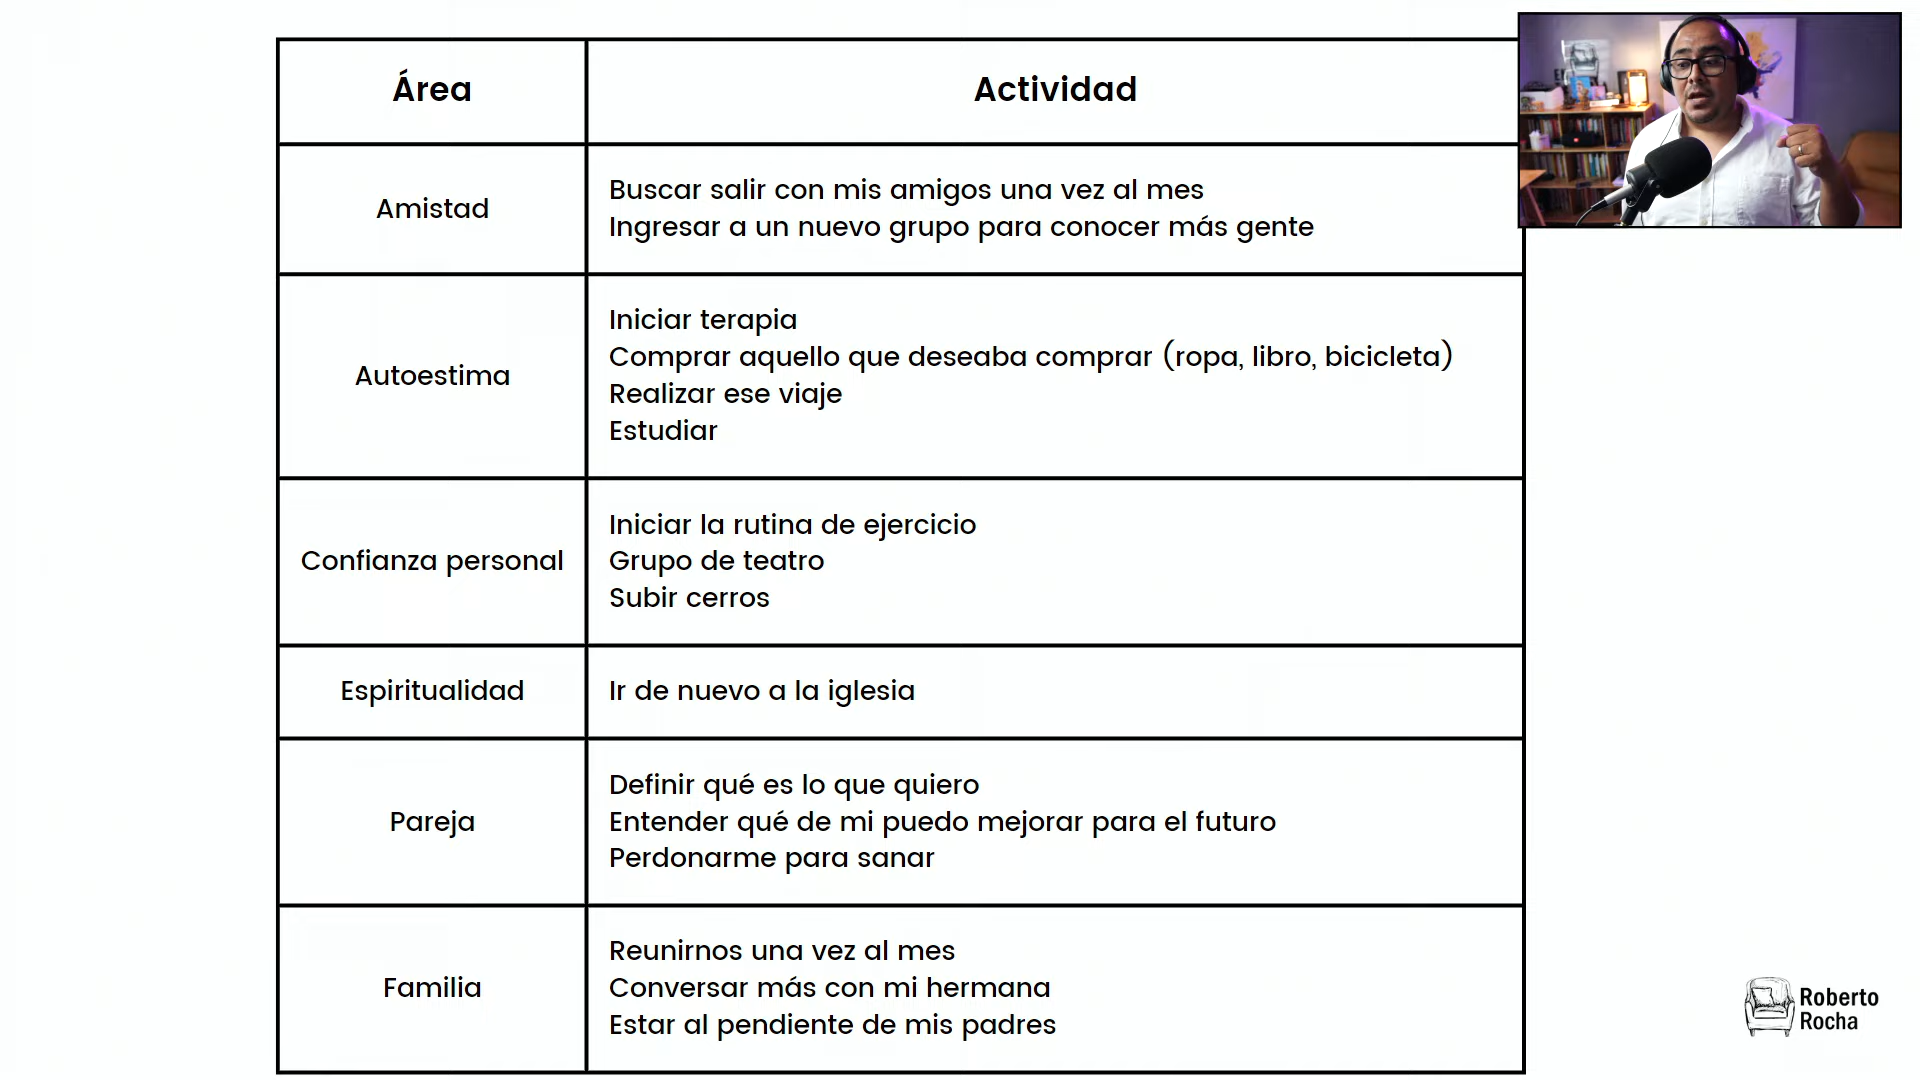 Área
Actividad
Amistad
Buscar salir con mis amigos una vez al mes
Ingresar a un nuevo grupo para conocer más gente
Autoestima
Iniciar terapia
Comprar aquello que deseaba comprar (ropa, libro, bicicleta)
Realizar ese viaje
Estudiar
Confianza personal
Iniciar la rutina de ejercicio
Grupo de teatro
Subir cerros
Espiritualidad
Ir de nuevo a la iglesia
Pareja
Definir qué es lo que quiero
Entender qué de mi puedo mejorar para el futuro
Perdonarme para sanar
Familia
Reunirnos una vez al mes
Conversar más con mi hermana
Estar al pendiente de mis padres
Roberto
Rocha